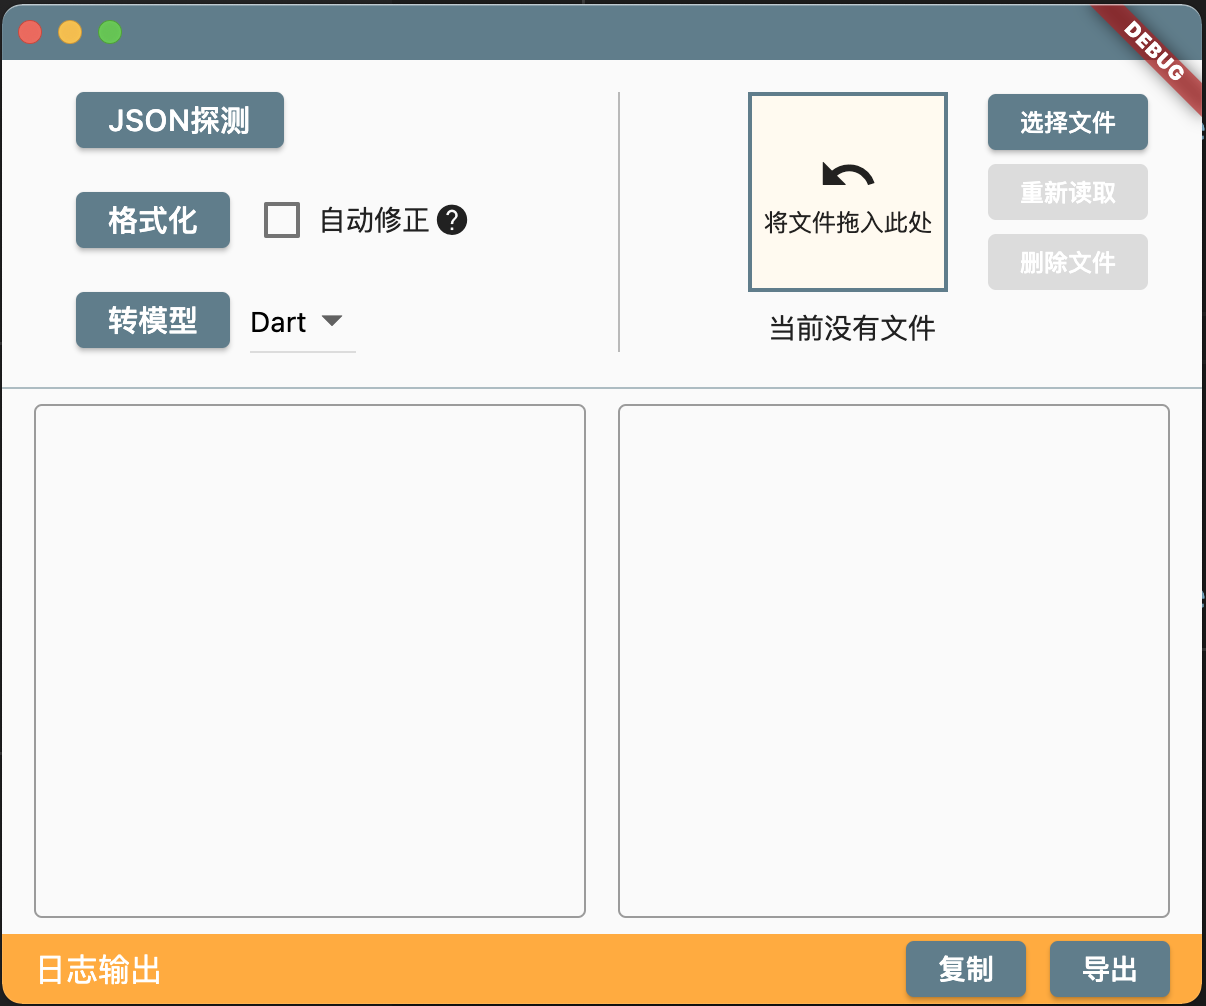 DEBUG
JSON探测
格式化
自动修正
?
转模型
Dart
将文件拖入此处
当前没有文件
选择文件
重新读取
删除文件
日志输出
复制
导出